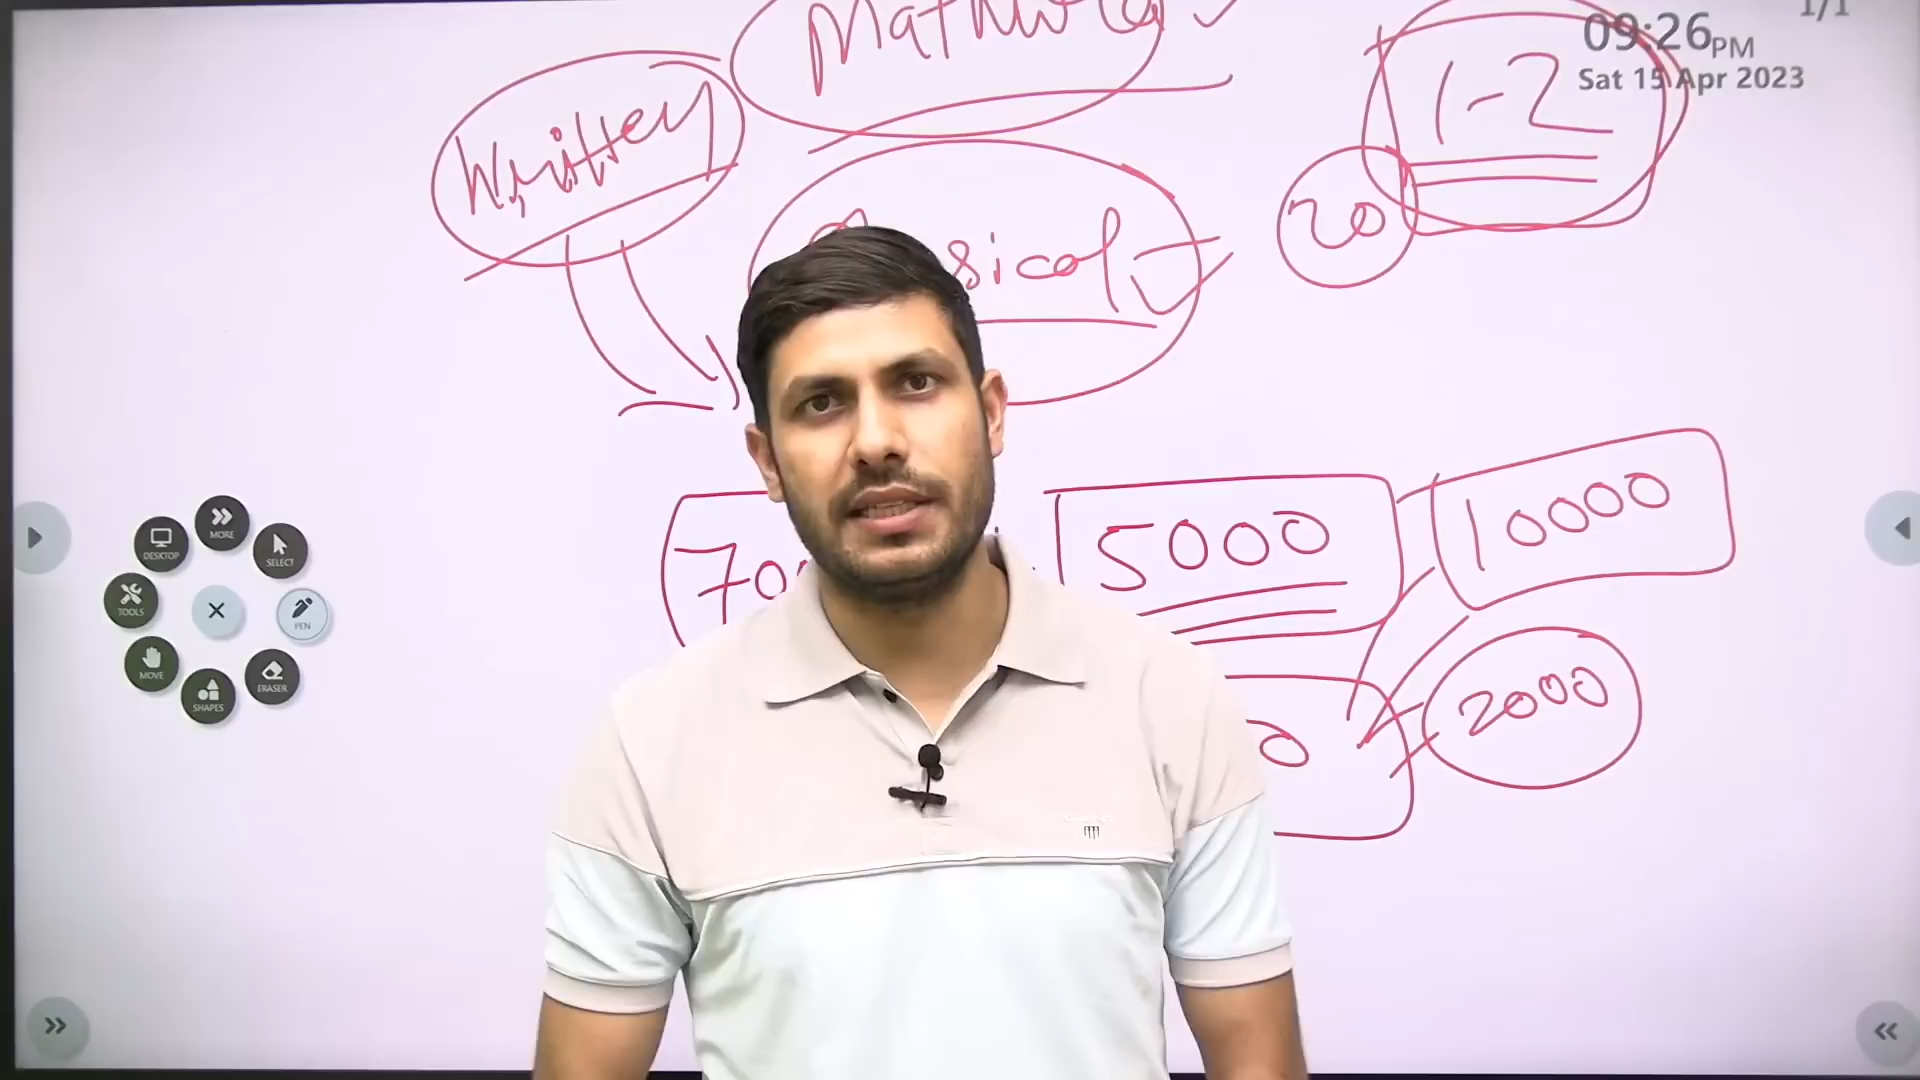 1/1
09:26PM
Sat 15 Apr 2023
1-2
Written
20
10000
5000
2000
MORE
DESKTOP
SELECT
TOOLS
PEN
MOVE
ERASER
SHAPES